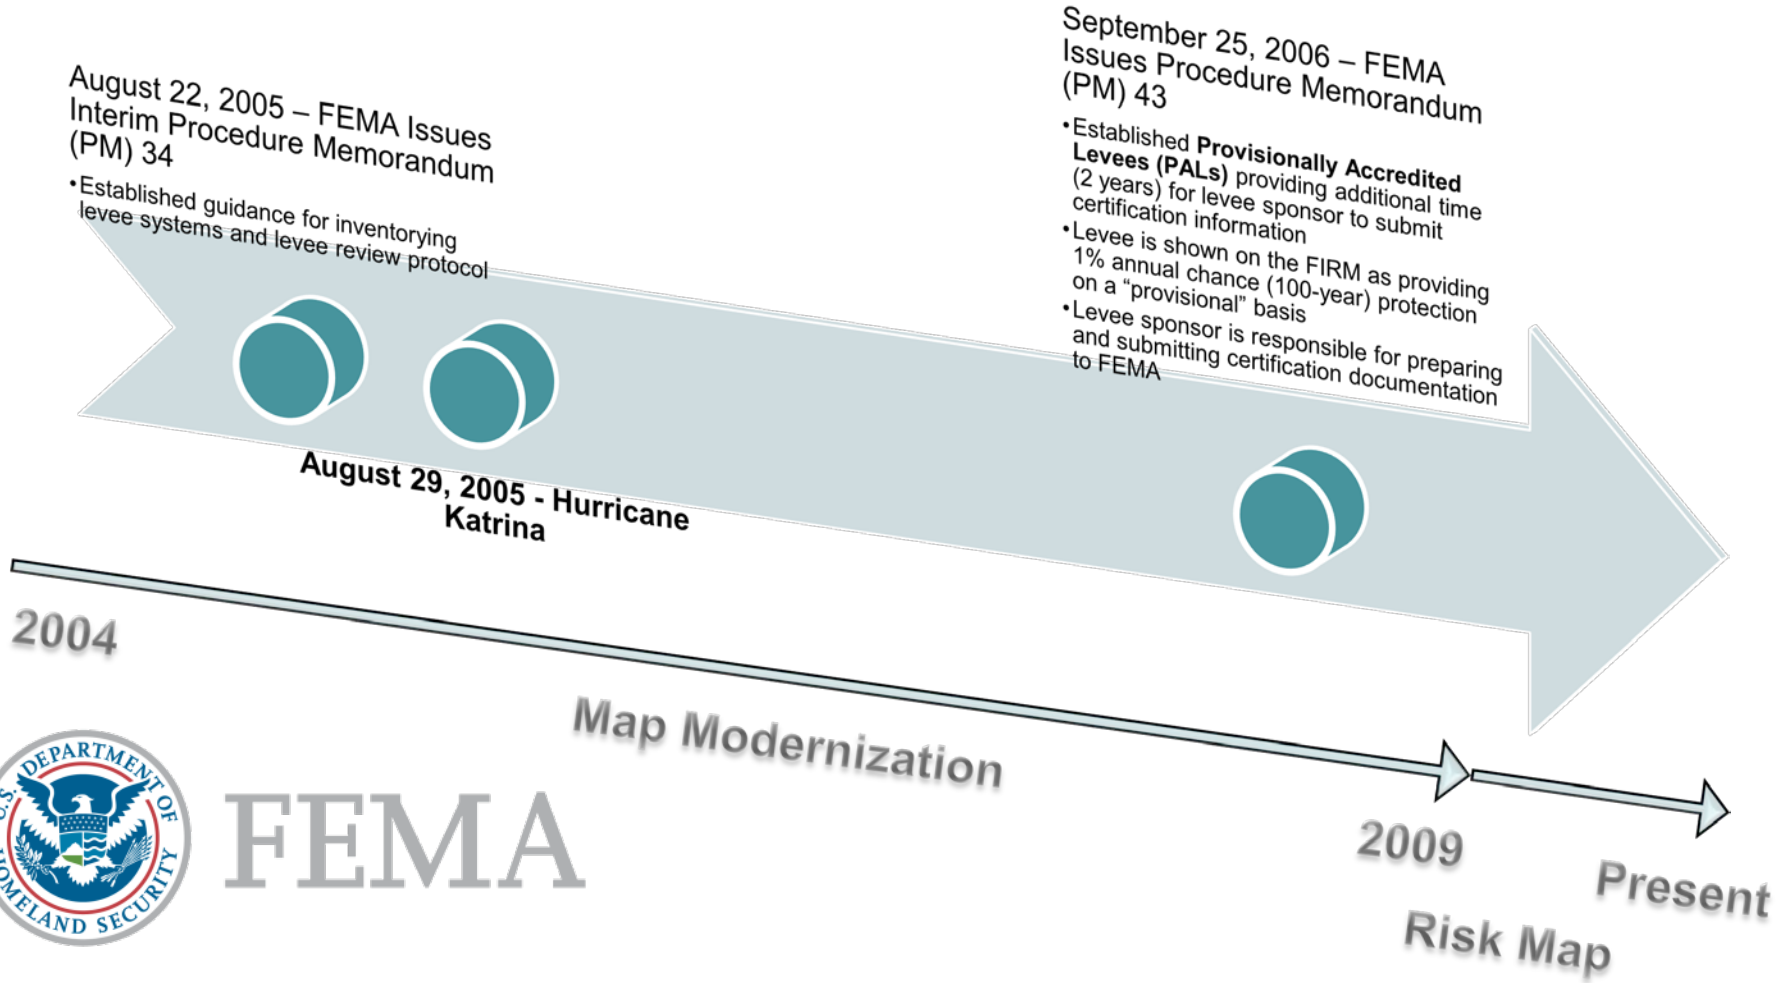 August 22, 2005 – FEMA Issues
Interim Procedure Memorandum
(PM) 34
•Established guidance for inventorying
levee systems and levee review protocol
September 25, 2006 – FEMA
Issues Procedure Memorandum
(PM) 43
•Established Provisionally Accredited
Levees (PALs) providing additional time
(2 years) for levee sponsor to submit
certification information
•Levee is shown on the FIRM as providing
1% annual chance (100-year) protection
on a “provisional” basis
•Levee sponsor is responsible for preparing
and submitting certification documentation
to FEMA
August 29, 2005 - Hurricane
Katrina
2004
Map Modernization
2009
Present
Risk Map
U.S. DEPARTMENT OF
HOMELAND SECURITY
FEMA